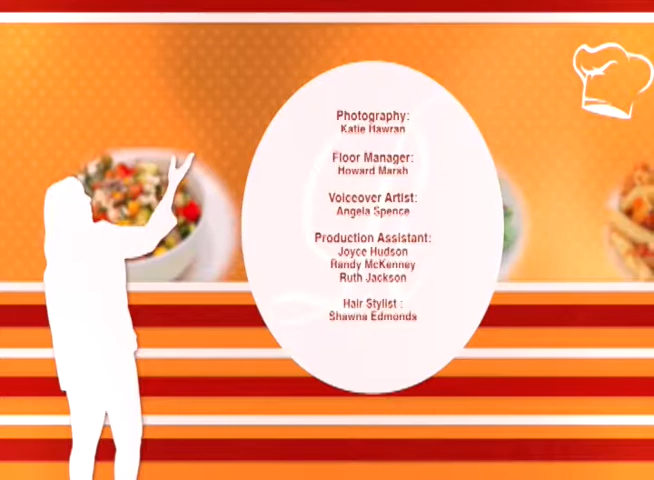 Photography:
Katie Hawran
Floor Manager:
Howard Marsh
Voiceover Artist:
Angela Spence
Production Assistant:
Joyce Hudson
Randy McKenney
Ruth Jackson
Hair Stylist :
Shawna Edmonds